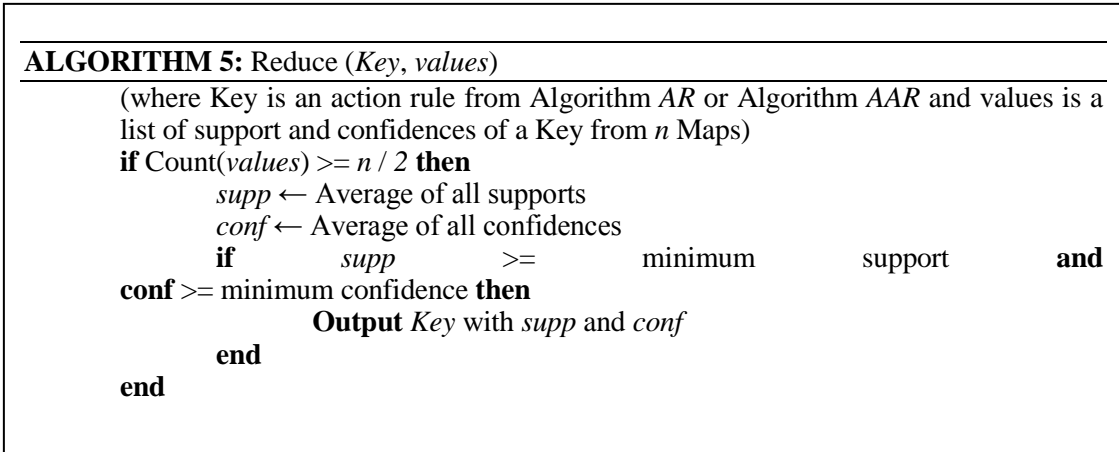 ALGORITHM 5: Reduce (Key, values)
(where Key is an action rule from Algorithm AR or Algorithm AAR and values is a
list of support and confidences of a Key from n Maps)
if Count(values) >= n / 2 then
supp ← Average of all supports
conf ← Average of all confidences
if supp >= minimum support and
conf >= minimum confidence then
Output Key with supp and conf
end
end